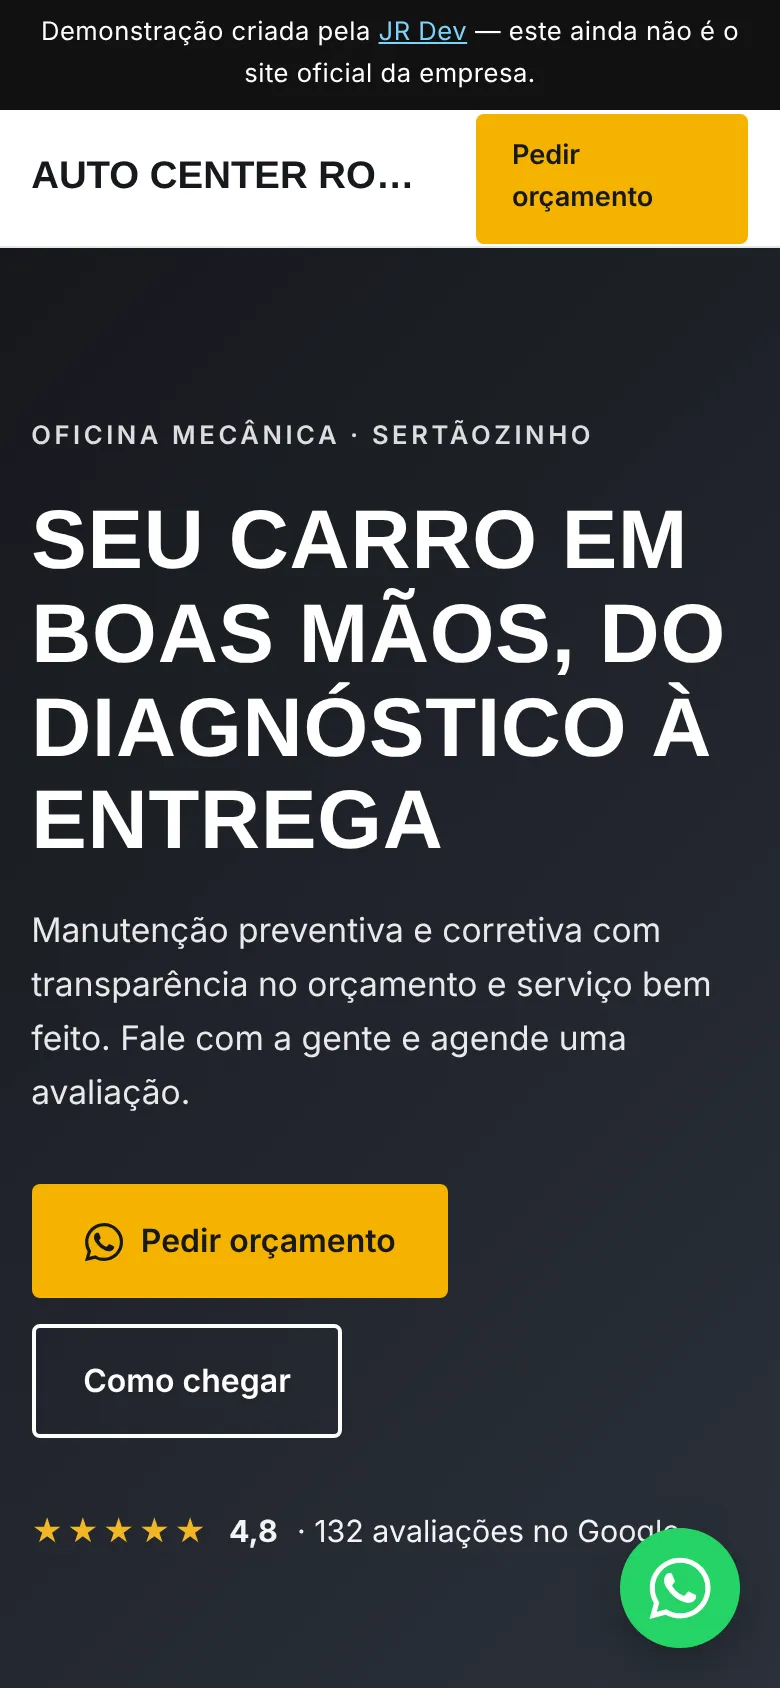 Demonstração criada pela JR Dev — este ainda não é o
site oficial da empresa.
AUTO CENTER RO...
Pedir
orçamento
OFICINA MECÂNICA · SERTÃOZINHO
SEU CARRO EM
BOAS MÃOS, DO
DIAGNÓSTICO À
ENTREGA
Manutenção preventiva e corretiva com
transparência no orçamento e serviço bem
feito. Fale com a gente e agende uma
avaliação.
Pedir orçamento
Como chegar
★★★★★ 4,8 · 132 avaliações no Google